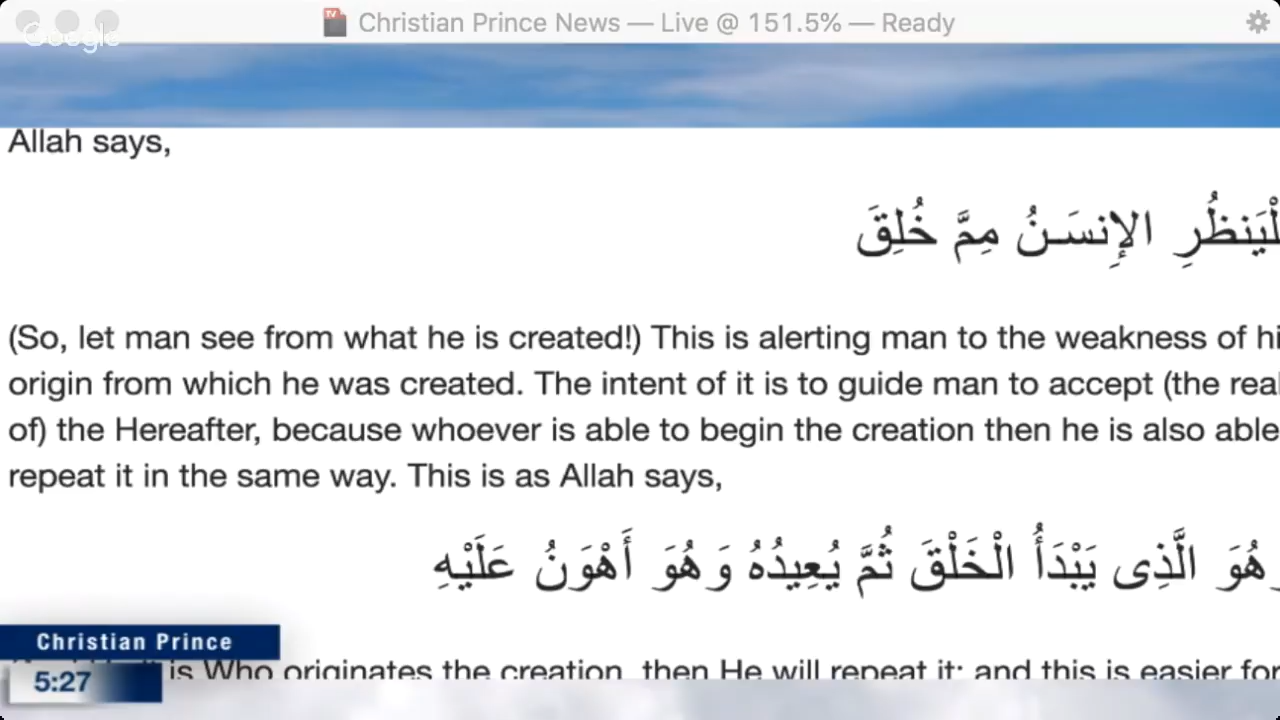 Christian Prince News — Live @ 151.5% — Ready
Google
Allah says,
لْيَنظُرِ الإِنسَـنُ مِمَّ خُلِقَ
(So, let man see from what he is created!) This is alerting man to the weakness of hi
origin from which he was created. The intent of it is to guide man to accept (the real
of) the Hereafter, because whoever is able to begin the creation then he is also able
repeat it in the same way. This is as Allah says,
هُوَ الَّذِى يَبْدَأُ الْخَلْقَ ثُمَّ يُعِيدُهُ وَهُوَ أَهْوَنُ عَلَيْهِ
is Who originates the creation, then He will repeat it; and this is easier for
Christian Prince
5:27